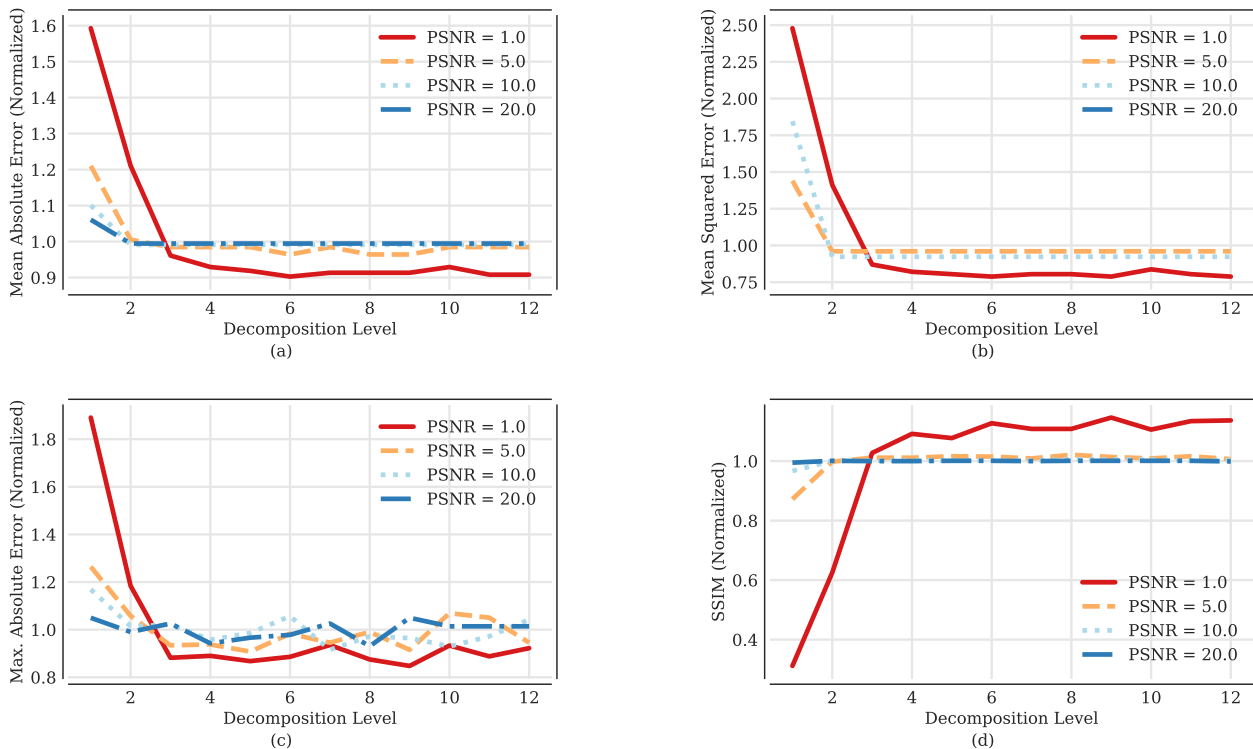 Mean Absolute Error (Normalized)
1.6
1.5
1.4
1.3
1.2
1.1
1.0
0.9
2 4 6 8 10 12
Decomposition Level
(a)
PSNR = 1.0
PSNR = 5.0
PSNR = 10.0
PSNR = 20.0
Mean Squared Error (Normalized)
2.50
2.25
2.00
1.75
1.50
1.25
1.00
0.75
2 4 6 8 10 12
Decomposition Level
(b)
PSNR = 1.0
PSNR = 5.0
PSNR = 10.0
PSNR = 20.0
Max. Absolute Error (Normalized)
1.8
1.6
1.4
1.2
1.0
0.8
2 4 6 8 10 12
Decomposition Level
(c)
PSNR = 1.0
PSNR = 5.0
PSNR = 10.0
PSNR = 20.0
SSIM (Normalized)
1.0
0.8
0.6
0.4
2 4 6 8 10 12
Decomposition Level
(d)
PSNR = 1.0
PSNR = 5.0
PSNR = 10.0
PSNR = 20.0